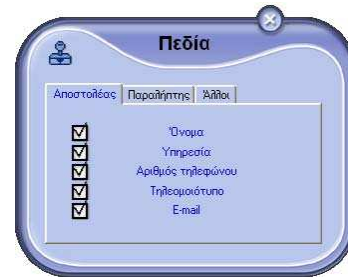 Πεδία
Αποστολέας Παραλήπτης Άλλοι
Όνομα
Υπηρεσία
Αριθμός τηλεφώνου
Τηλεομοιότυπο
E-mail